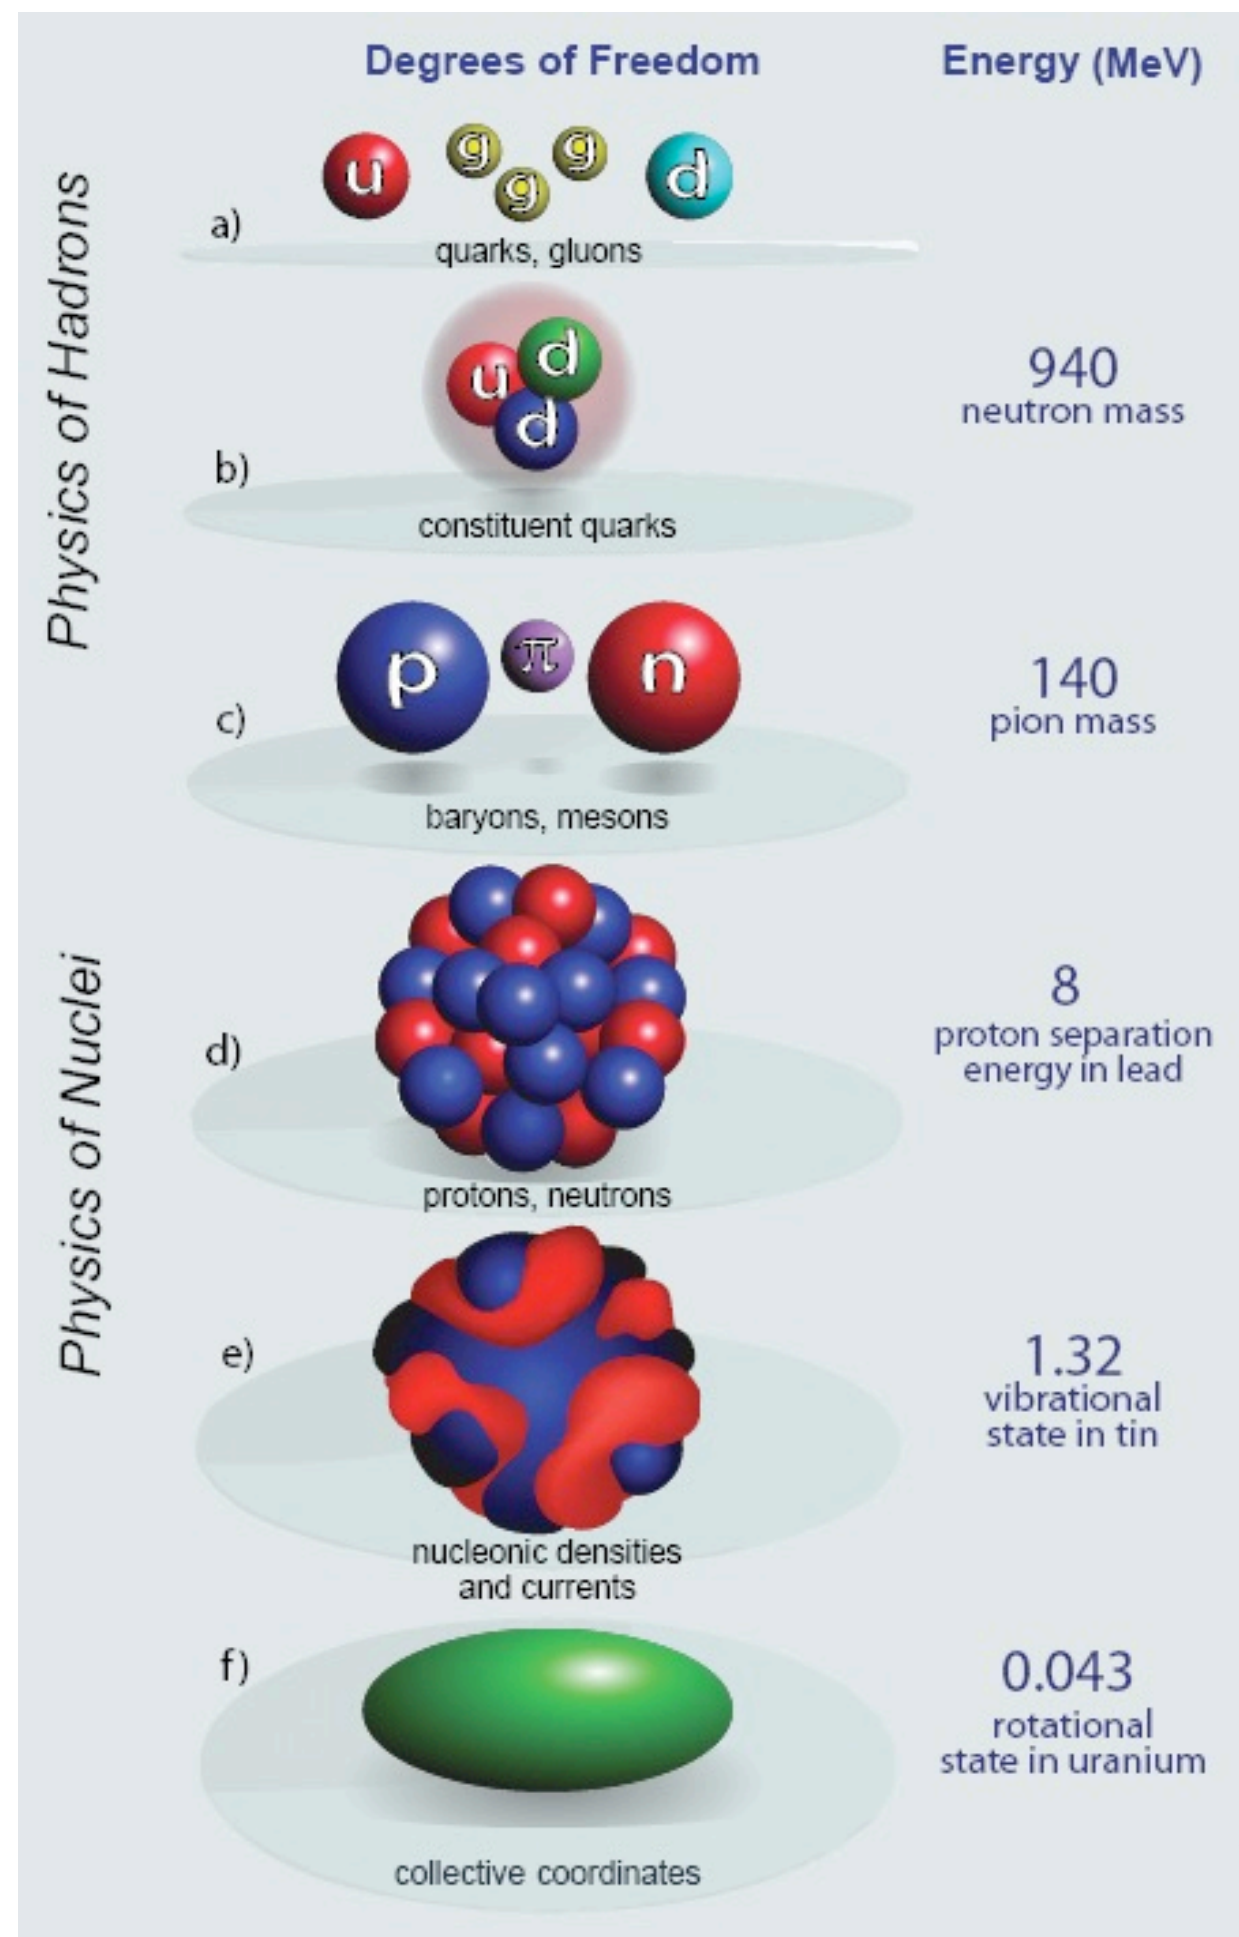 Degrees of Freedom
Energy (MeV)
Physics of Hadrons
u g g g d
a)
quarks, gluons
u d d
b)
constituent quarks
940
neutron mass
p π n
c)
baryons, mesons
140
pion mass
Physics of Nuclei
d)
protons, neutrons
8
proton separation
energy in lead
e)
nucleonic densities
and currents
1.32
vibrational
state in tin
f)
collective coordinates
0.043
rotational
state in uranium